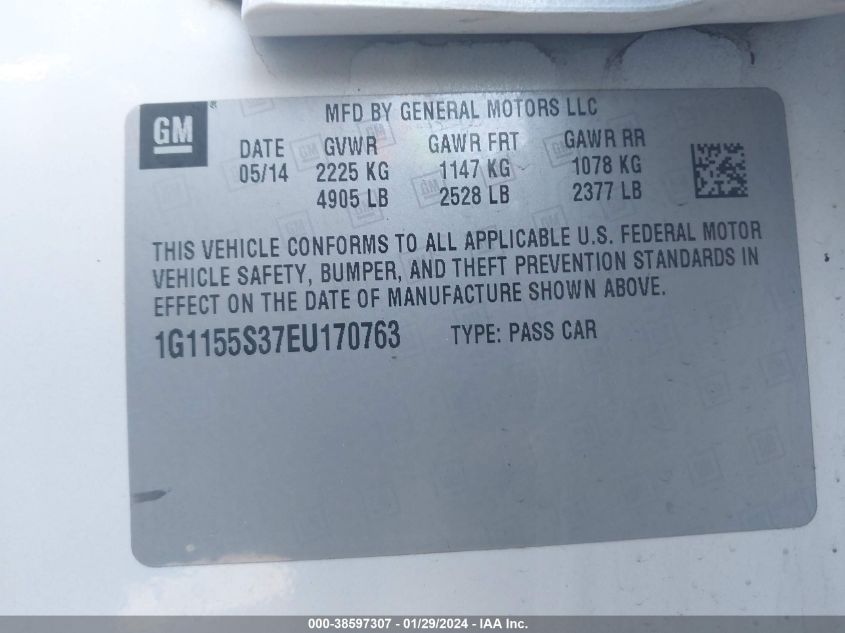 GM ®
MFD BY GENERAL MOTORS LLC
DATE GVWR GAWR FRT GAWR RR
05/14 2225 KG 1147 KG 1078 KG
4905 LB 2528 LB 2377 LB
THIS VEHICLE CONFORMS TO ALL APPLICABLE U.S. FEDERAL MOTOR
VEHICLE SAFETY, BUMPER, AND THEFT PREVENTION STANDARDS IN
EFFECT ON THE DATE OF MANUFACTURE SHOWN ABOVE.
1G1155S37EU170763 TYPE: PASS CAR
000-38597307 - 01/29/2024 - IAA Inc.